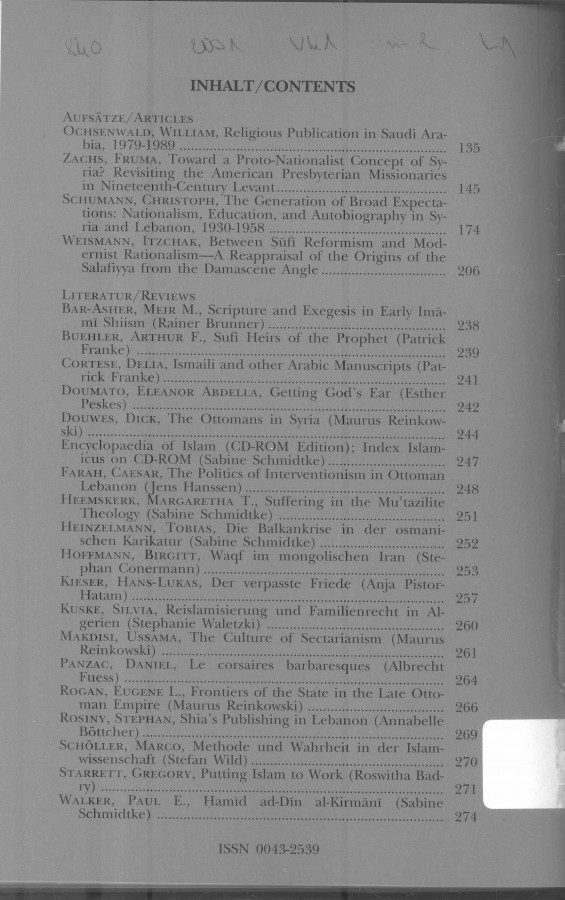 840 2001 V41 n-2 L1
INHALT/CONTENTS
AUFSÄTZE/ARTICLES
OCHSENWALD, WILLIAM, Religious Publication in Saudi Ara-
bia, 1979-1989 ........ 135
ZACHS, FRUMA, Toward a Proto-Nationalist Concept of Sy-
ria? Revisiting the American Presbyterian Missionaries
in Nineteenth-Century Levant........ 145
SCHUMANN, CHRISTOPH, The Generation of Broad Expecta-
tions: Nationalism, Education, and Autobiography in Sy-
ria and Lebanon, 1930-1958 ........ 174
WEISMANN, ITZCHAK, Between Ṣūfī Reformism and Mod-
ernist Rationalism—A Reappraisal of the Origins of the
Salafiyya from the Damascene Angle ........ 206
LITERATUR/REVIEWS
BAR-ASHER, MEIR M., Scripture and Exegesis in Early Imā-
mī Shiism (Rainer Brunner) ........ 238
BUEHLER, ARTHUR F., Sufi Heirs of the Prophet (Patrick
Franke) ........ 239
CORTESE, DELIA, Ismaili and other Arabic Manuscripts (Pat-
rick Franke) ........ 241
DOUMATO, ELEANOR ABDELLA, Getting God's Ear (Esther
Peskes) ........ 242
DOUWES, DICK, The Ottomans in Syria (Maurus Reinkow-
ski) ........ 244
Encyclopaedia of Islam (CD-ROM Edition); Index Islam-
icus on CD-ROM (Sabine Schmidtke) ........ 247
FARAH, CAESAR, The Politics of Interventionism in Ottoman
Lebanon (Jens Hanssen) ........ 248
HEEMSKERK, MARGARETHA T., Suffering in the Mu'tazilite
Theology (Sabine Schmidtke) ........ 251
HEINZELMANN, TOBIAS, Die Balkankrise in der osmani-
schen Karikatur (Sabine Schmidtke) ........ 252
HOFFMANN, BIRGITT, Waqf im mongolischen Iran (Ste-
phan Conermann) ........ 253
KIESER, HANS-LUKAS, Der verpasste Friede (Anja Pistor-
Hatam) ........ 257
KUSKE, SILVIA, Reislamisierung und Familienrecht in Al-
gerien (Stephanie Waletzki) ........ 260
MAKDISI, USSAMA, The Culture of Sectarianism (Maurus
Reinkowski) ........ 261
PANZAC, DANIEL, Le corsaires barbaresques (Albrecht
Fuess) ........ 264
ROGAN, EUGENE L., Frontiers of the State in the Late Otto-
man Empire (Maurus Reinkowski) ........ 266
ROSINY, STEPHAN, Shia's Publishing in Lebanon (Annabelle
Böttcher) ........ 269
SCHÖLLER, MARCO, Methode und Wahrheit in der Islam-
wissenschaft (Stefan Wild) ........ 270
STARRETT, GREGORY, Putting Islam to Work (Roswitha Bad-
ry) ........ 271
WALKER, PAUL E., Ḥamīd ad-Dīn al-Kirmānī (Sabine
Schmidtke) ........ 274
ISSN 0043-2539